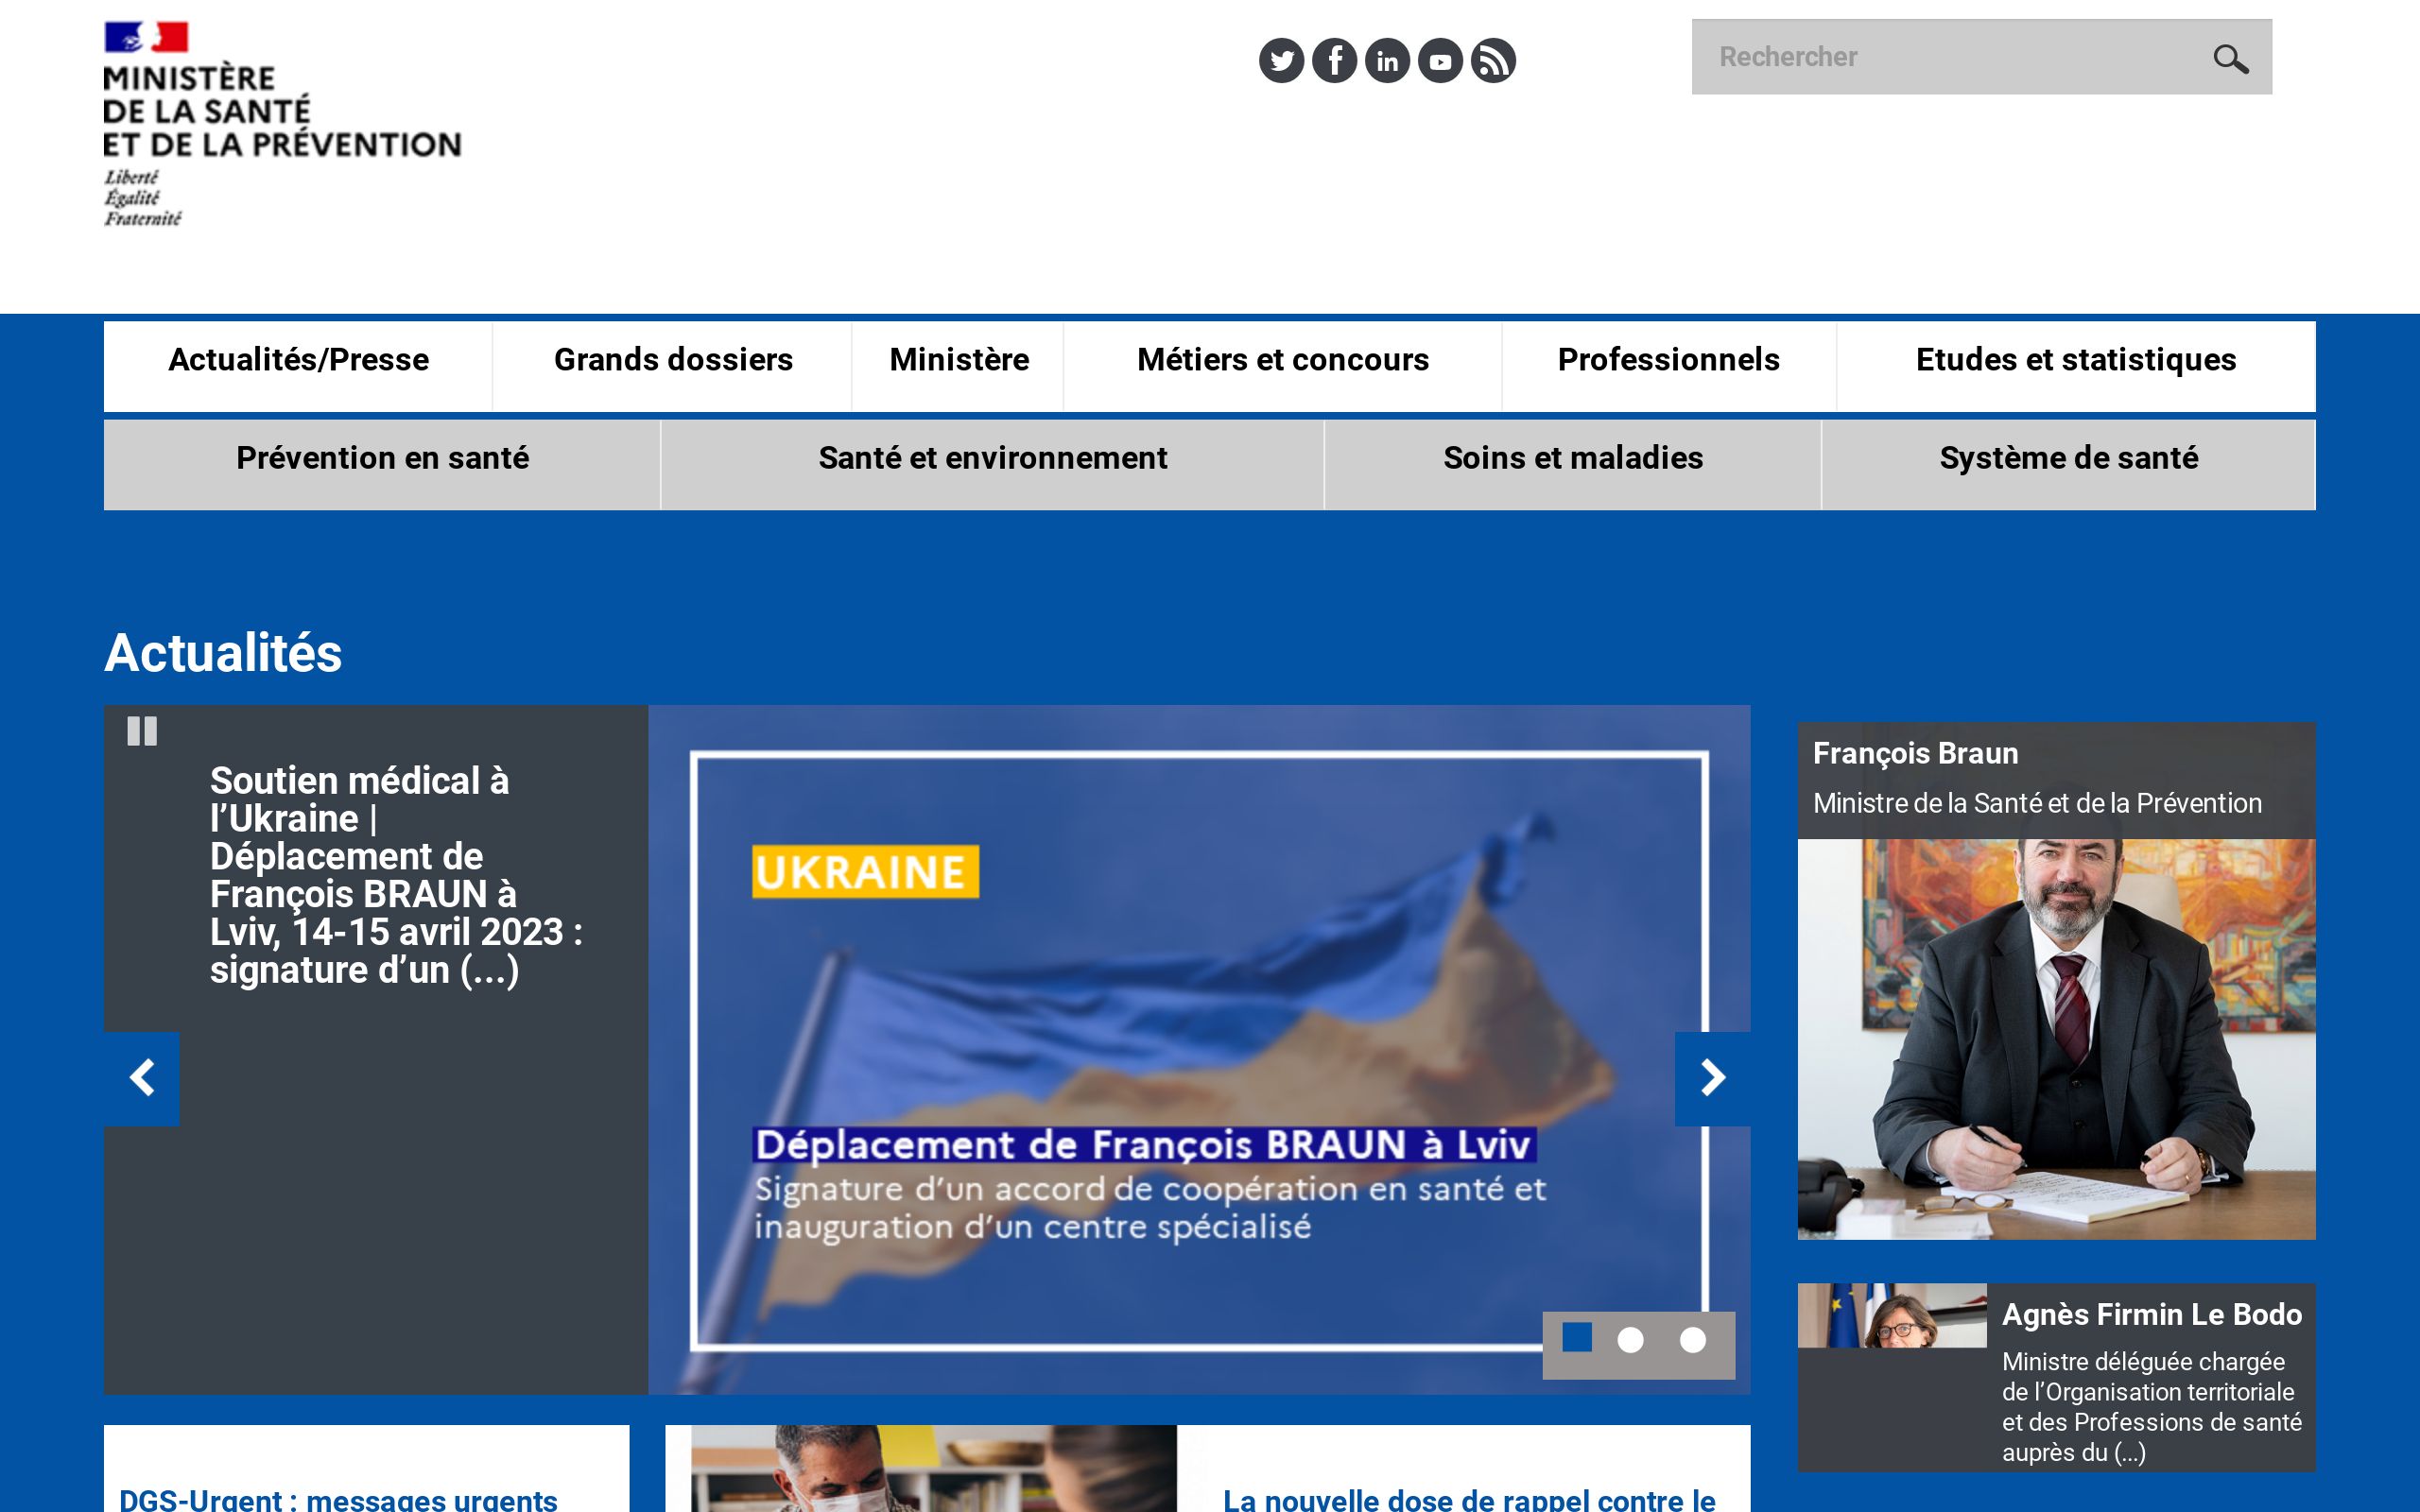 MINISTÈRE
DE LA SANTÉ
ET DE LA PRÉVENTION
Liberté
Égalité
Fraternité
Rechercher
Actualités/Presse
Grands dossiers
Ministère
Métiers et concours
Professionnels
Etudes et statistiques
Prévention en santé
Santé et environnement
Soins et maladies
Système de santé
Actualités
Soutien médical à
l’Ukraine |
Déplacement de
François BRAUN à
Lviv, 14-15 avril 2023 :
signature d’un (...)
UKRAINE
Déplacement de François BRAUN à Lviv
Signature d’un accord de coopération en santé et
inauguration d’un centre spécialisé
François Braun
Ministre de la Santé et de la Prévention
Agnès Firmin Le Bodo
Ministre déléguée chargée
de l’Organisation territoriale
et des Professions de santé
auprès du (...)
DGS-Urgent : messages urgents
La nouvelle dose de rappel contre le